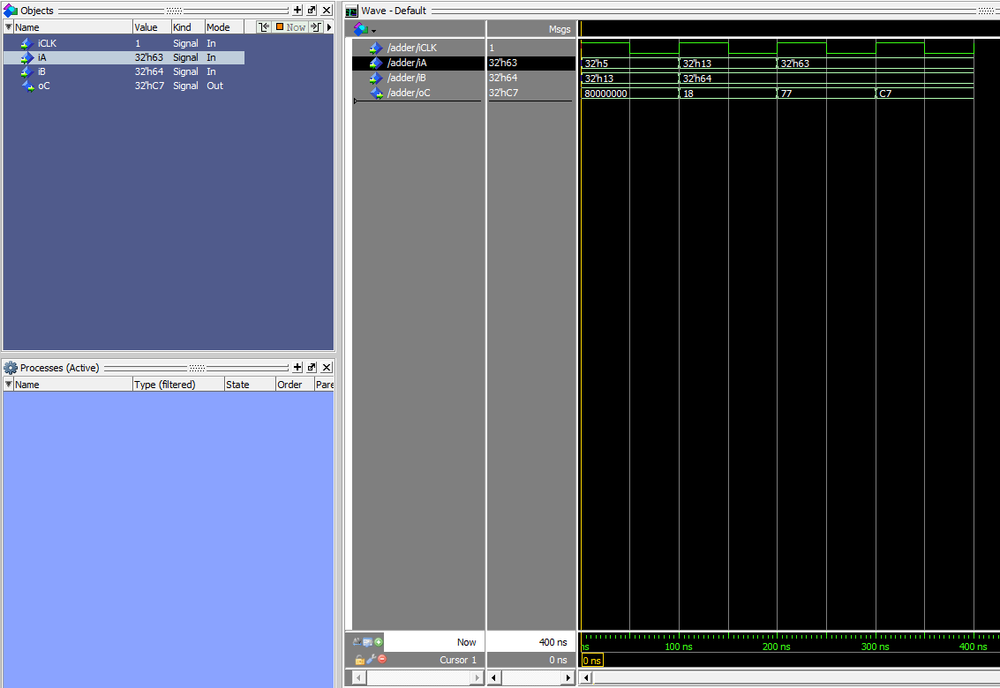 Objects
Name Value Kind Mode Now
iCLK 1 Signal In
iA 32'h63 Signal In
iB 32'h64 Signal In
oC 32'hC7 Signal Out
Processes (Active)
Name Type (filtered) State Order Pare
Wave - Default
Msgs
/adder/iCLK 1
/adder/iA 32'h63 32'h5 32'h13 32'h63
/adder/iB 32'h64 32'h13 32'h64
/adder/oC 32'hC7 80000000 18 77 C7
Now 400 ns ns 100 ns 200 ns 300 ns 400 ns
Cursor 1 0 ns 0 ns